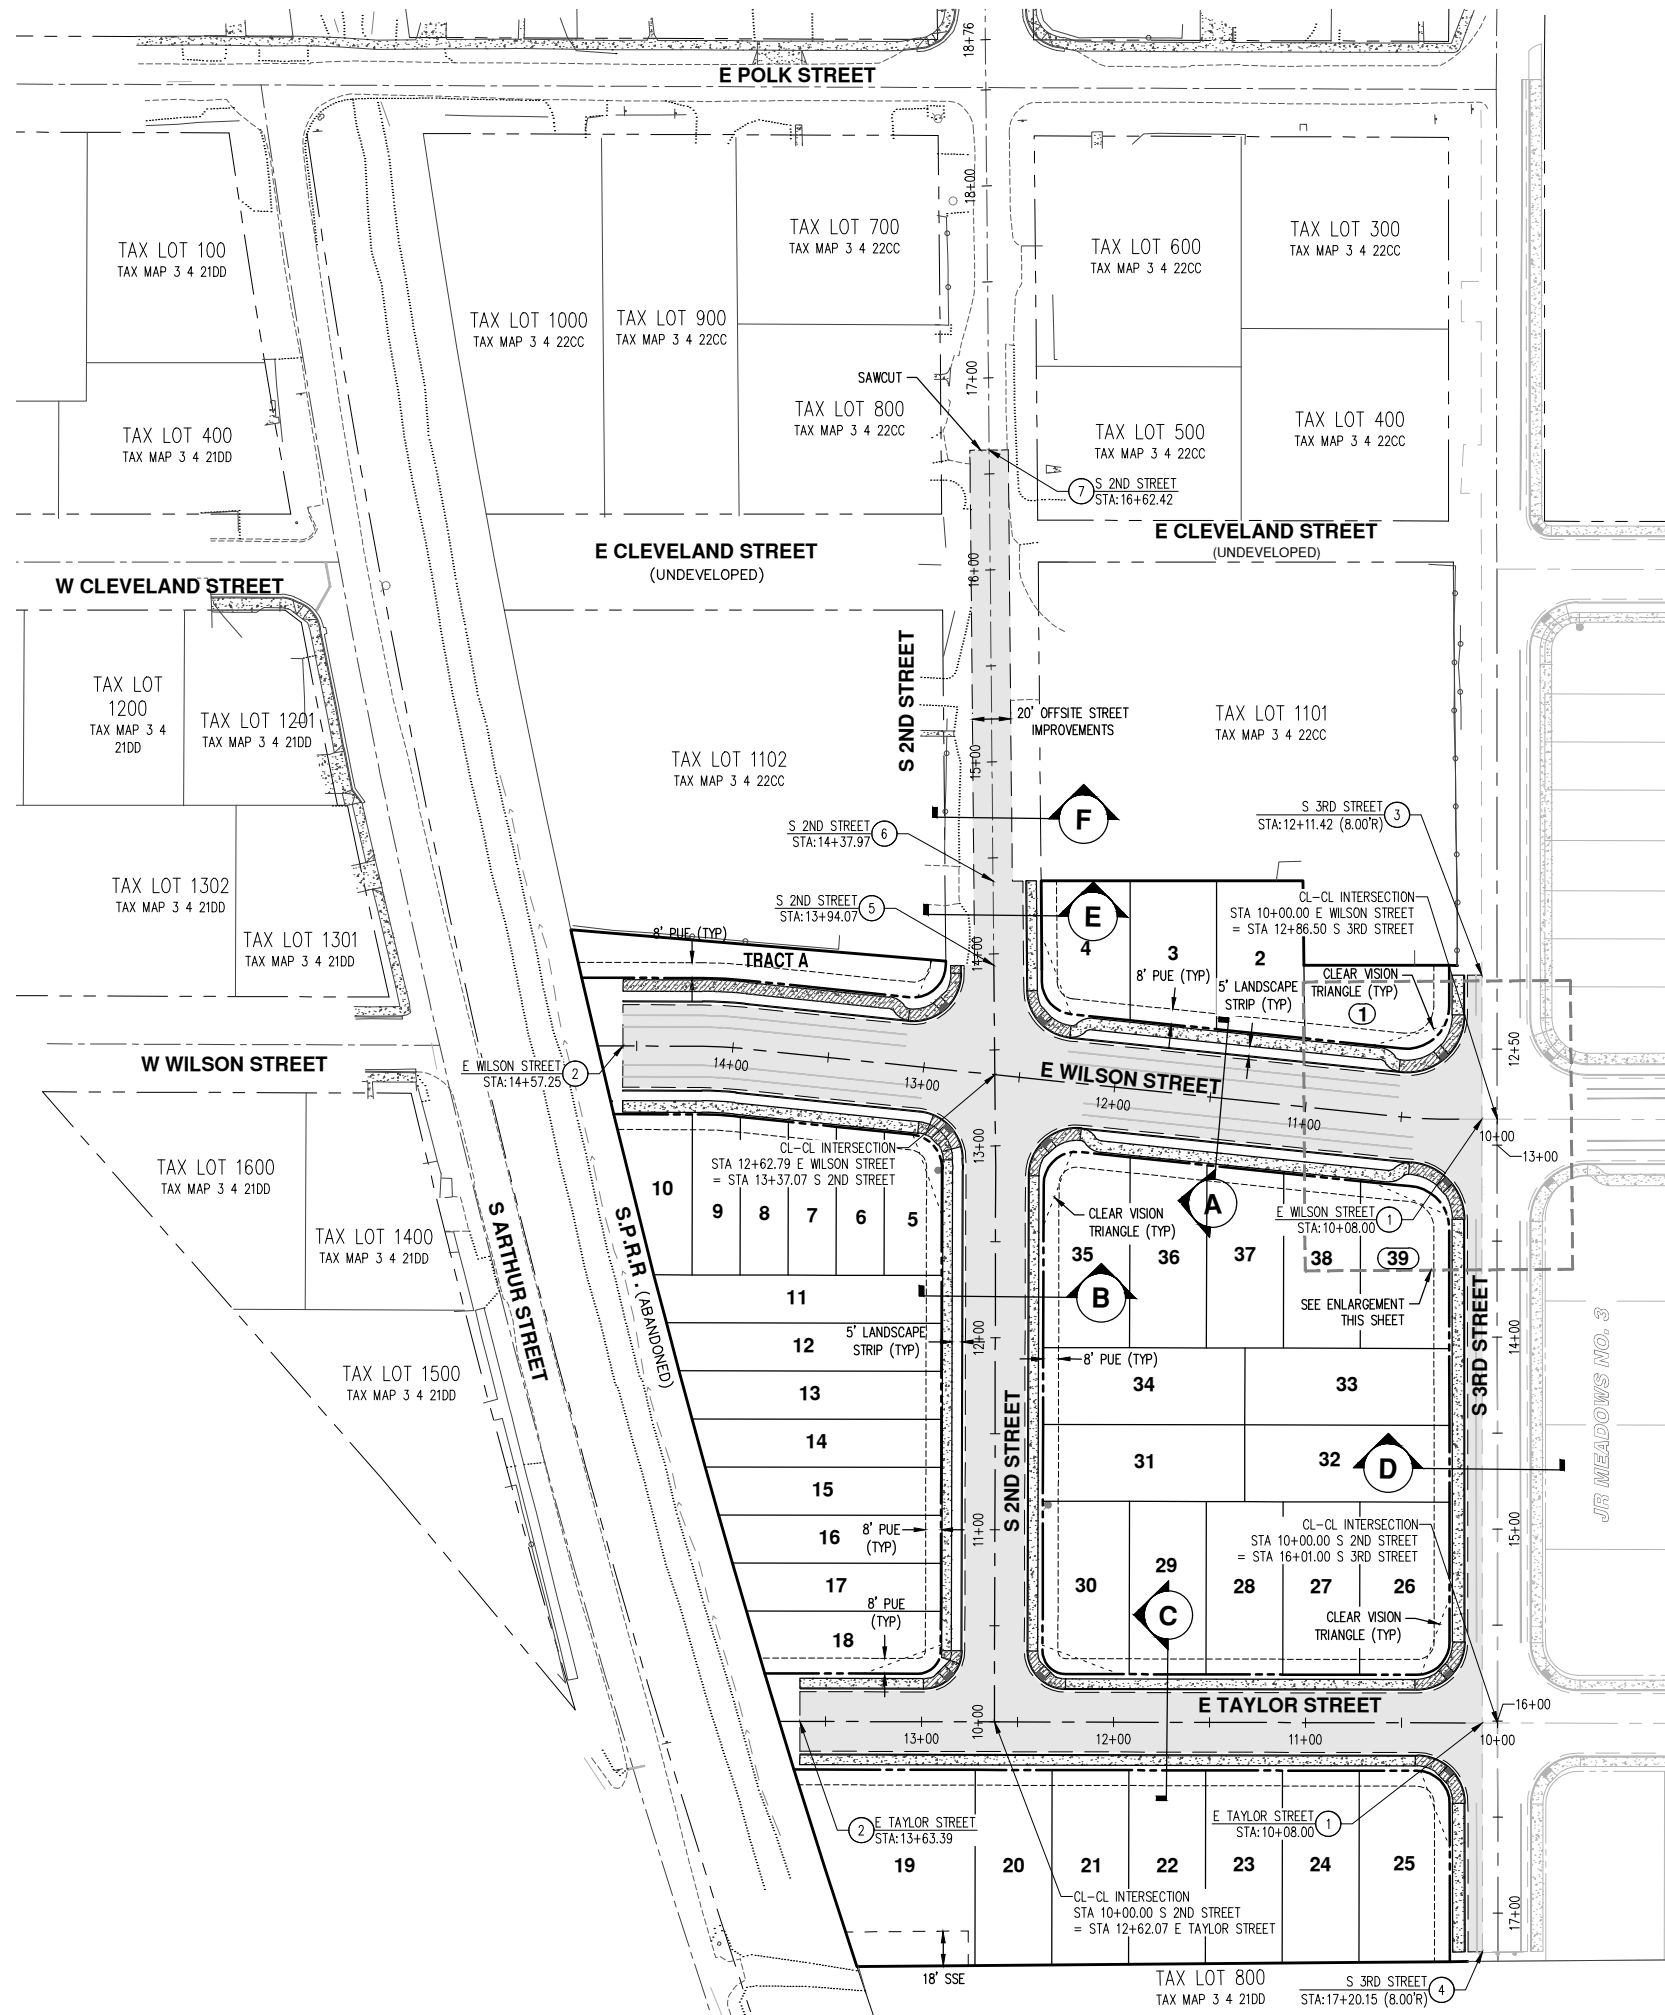 18+76
E POLK STREET
18+00
TAX LOT 100
TAX MAP 3 4 21DD
TAX LOT 700
TAX MAP 3 4 22CC
TAX LOT 600
TAX MAP 3 4 22CC
TAX LOT 300
TAX MAP 3 4 22CC
TAX LOT 1000
TAX MAP 3 4 22CC
TAX LOT 900
TAX MAP 3 4 22CC
SAWCUT
17+00
TAX LOT 400
TAX MAP 3 4 21DD
TAX LOT 800
TAX MAP 3 4 22CC
TAX LOT 500
TAX MAP 3 4 22CC
TAX LOT 400
TAX MAP 3 4 22CC
7
S 2ND STREET
STA:16+62.42
E CLEVELAND STREET
(UNDEVELOPED)
E CLEVELAND STREET
(UNDEVELOPED)
W CLEVELAND STREET
16+00
TAX LOT
1200
TAX MAP 3 4
21DD
TAX LOT 1201
TAX MAP 3 4 21DD
S 2ND STREET
20' OFFSITE STREET
IMPROVEMENTS
TAX LOT 1101
TAX MAP 3 4 22CC
TAX LOT 1102
TAX MAP 3 4 22CC
15+00
F
S 2ND STREET
STA:14+37.97
6
S 3RD STREET
STA:12+11.42 (8.00'R)
3
TAX LOT 1302
TAX MAP 3 4 21DD
TAX LOT 1301
TAX MAP 3 4 21DD
S 2ND STREET
STA:13+94.07
5
E
4
3
2
CL-CL INTERSECTION
STA 10+00.00 E WILSON STREET
= STA 12+86.50 S 3RD STREET
8' PUE (TYP)
TRACT A
14+00
8' PUE (TYP)
5' LANDSCAPE
STRIP (TYP)
CLEAR VISION
TRIANGLE (TYP)
1
12+50
W WILSON STREET
E WILSON STREET
STA:14+57.25
2
14+00
13+00
E WILSON STREET
12+00
11+00
10+00
13+00
13+00
CL-CL INTERSECTION
STA 12+62.79 E WILSON STREET
= STA 13+37.07 S 2ND STREET
TAX LOT 1600
TAX MAP 3 4 21DD
TAX LOT 1400
TAX MAP 3 4 21DD
TAX LOT 1500
TAX MAP 3 4 21DD
S ARTHUR STREET
S.P.R.R. (ABANDONED)
10
9
8
7
6
5
CLEAR VISION
TRIANGLE (TYP)
A
E WILSON STREET
STA:10+08.00
1
35
36
37
38
39
B
SEE ENLARGEMENT
THIS SHEET
S 3RD STREET
JR MEADOWS NO. 3
11
12
5' LANDSCAPE
STRIP (TYP)
12+00
8' PUE (TYP)
14+00
34
33
13
14
S 2ND STREET
31
32
D
15
16
8' PUE
(TYP)
11+00
CL-CL INTERSECTION
STA 10+00.00 S 2ND STREET
= STA 16+01.00 S 3RD STREET
15+00
17
30
29
28
27
26
8' PUE
(TYP)
C
CLEAR VISION
TRIANGLE (TYP)
18
E TAYLOR STREET
16+00
10+00
13+00
12+00
11+00
10+00
2
E TAYLOR STREET
STA:13+63.39
E TAYLOR STREET
STA:10+08.00
1
19
20
21
22
23
24
25
CL-CL INTERSECTION
STA 10+00.00 S 2ND STREET
= STA 12+62.07 E TAYLOR STREET
17+00
18' SSE
TAX LOT 800
TAX MAP 3 4 21DD
S 3RD STREET
STA:17+20.15 (8.00'R)
4